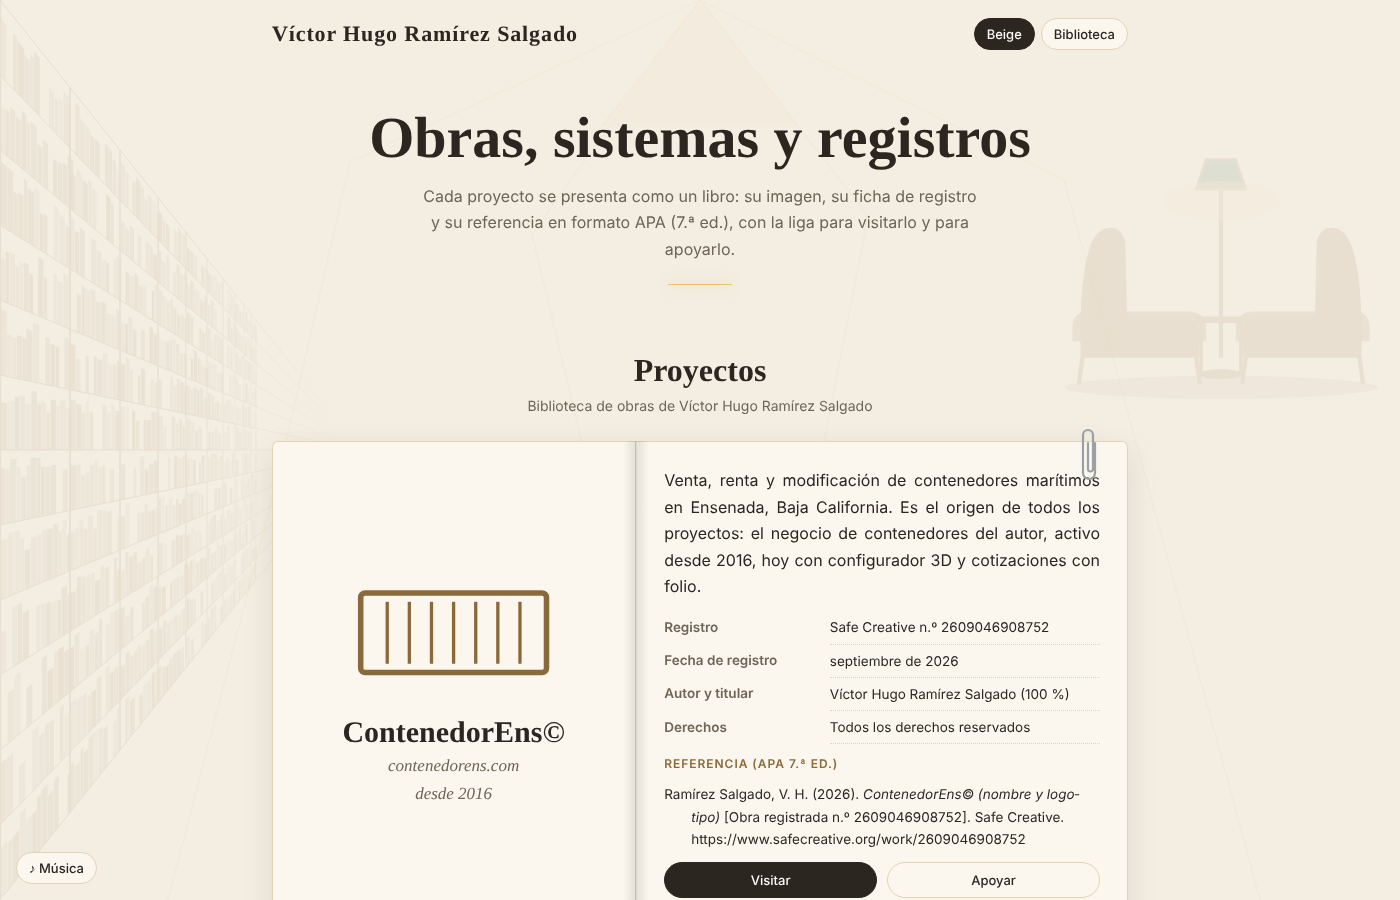 Víctor Hugo Ramírez Salgado
Beige
Biblioteca
Obras, sistemas y registros
Cada proyecto se presenta como un libro: su imagen, su ficha de registro
y su referencia en formato APA (7.ª ed.), con la liga para visitarlo y para
apoyarlo.
Proyectos
Biblioteca de obras de Víctor Hugo Ramírez Salgado
ContenedorEns©
contenedorens.com
desde 2016
Venta, renta y modificación de contenedores marítimos
en Ensenada, Baja California. Es el origen de todos los
proyectos: el negocio de contenedores del autor, activo
desde 2016, hoy con configurador 3D y cotizaciones con
folio.
Registro Safe Creative n.º 2609046908752
Fecha de registro septiembre de 2026
Autor y titular Víctor Hugo Ramírez Salgado (100 %)
Derechos Todos los derechos reservados
REFERENCIA (APA 7.ª ED.)
Ramírez Salgado, V. H. (2026). ContenedorEns© (nombre y logo-
tipo) [Obra registrada n.º 2609046908752]. Safe Creative.
https://www.safecreative.org/work/2609046908752
Visitar
Apoyar
♪ Música